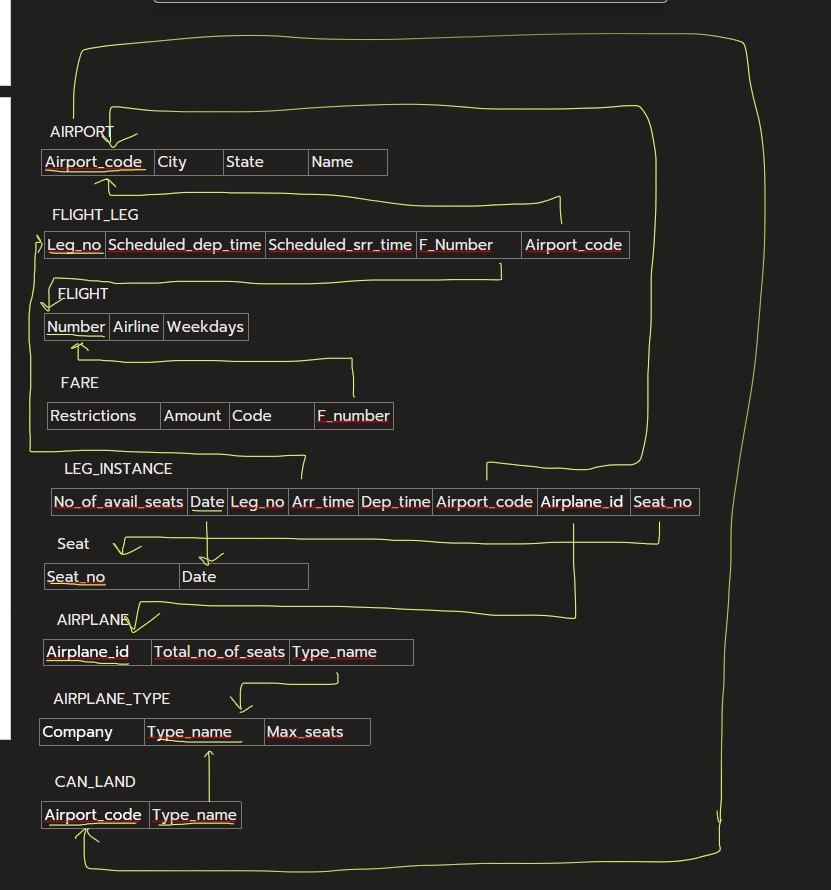 AIRPORT
Airport_code City State Name
FLIGHT_LEG
Leg_no Scheduled_dep_time Scheduled_srr_time F_Number Airport_code
FLIGHT
Number Airline Weekdays
FARE
Restrictions Amount Code F_number
LEG_INSTANCE
No_of_avail_seats Date Leg_no Arr_time Dep_time Airport_code Airplane_id Seat_no
Seat
Seat_no Date
AIRPLANE
Airplane_id Total_no_of_seats Type_name
AIRPLANE_TYPE
Company Type_name Max_seats
CAN_LAND
Airport_code Type_name